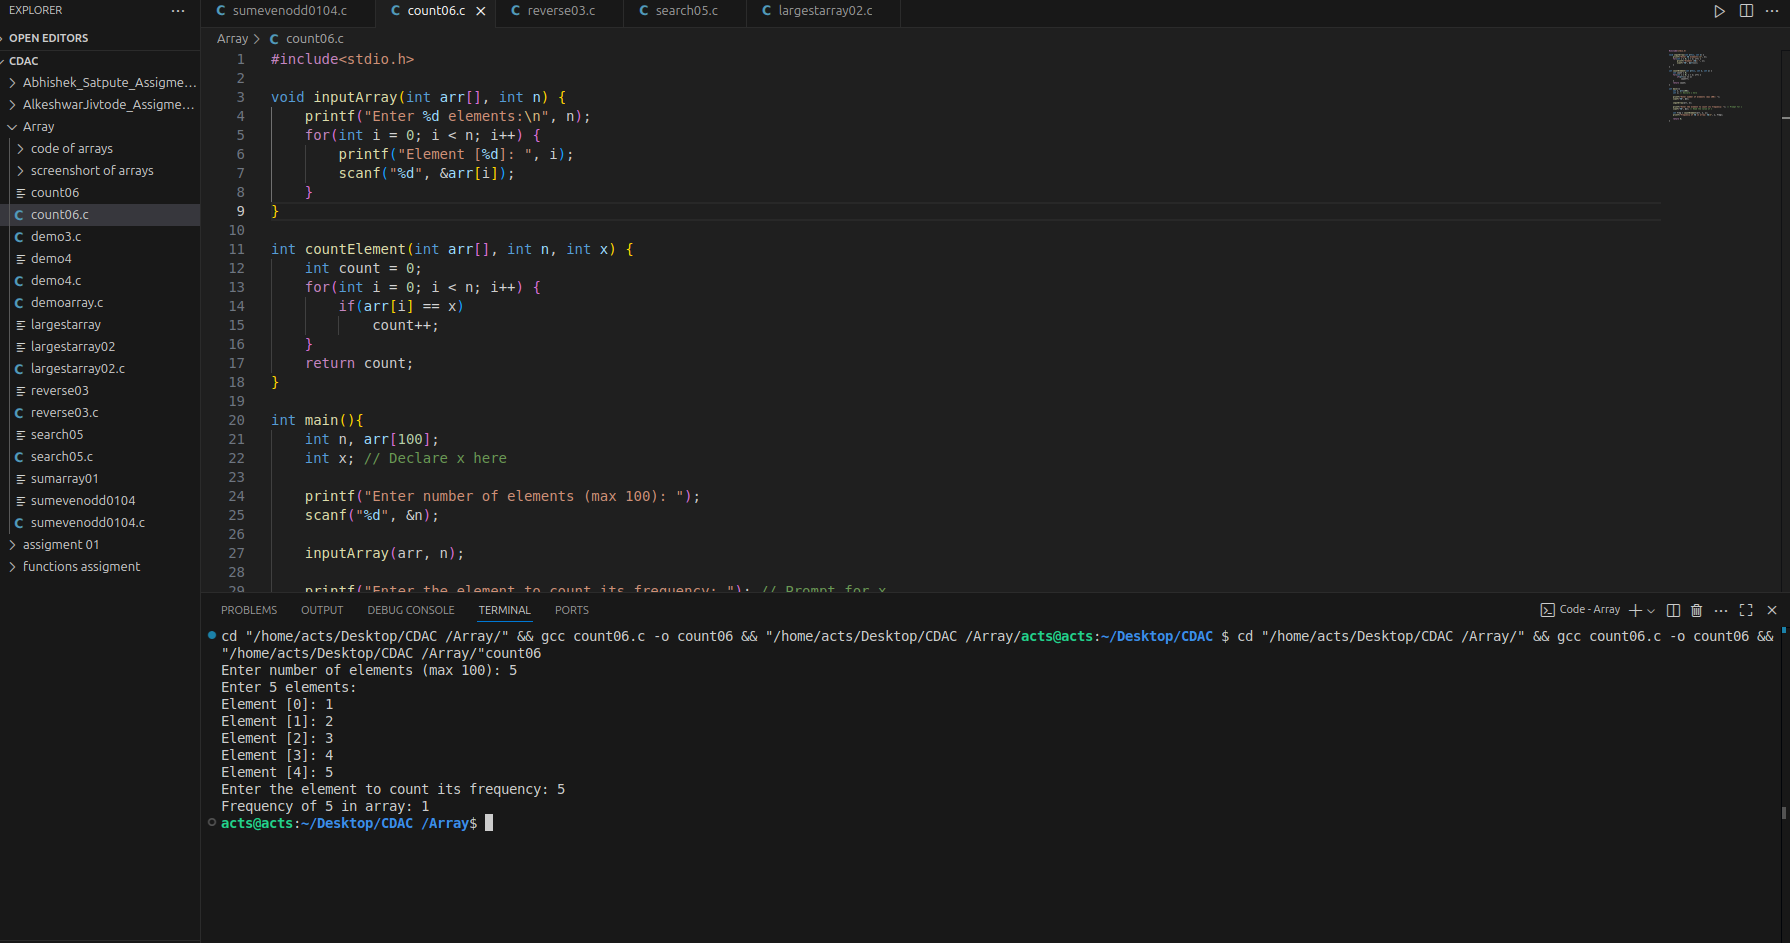 EXPLORER
OPEN EDITORS
CDAC
Abhishek_Satpute_Assigme...
AlkeshwarJivtode_Assigme...
Array
code of arrays
screenshort of arrays
count06
count06.c
demo3.c
demo4
demo4.c
demoarray.c
largestarray
largestarray02
largestarray02.c
reverse03
reverse03.c
search05
search05.c
sumarray01
sumevenodd0104
sumevenodd0104.c
assigment 01
functions assigment
C sumevenodd0104.c C count06.c C reverse03.c C search05.c C largestarray02.c
Array > C count06.c
1 #include<stdio.h>
2
3 void inputArray(int arr[], int n) {
4     printf("Enter %d elements:\n", n);
5     for(int i = 0; i < n; i++) {
6         printf("Element [%d]: ", i);
7         scanf("%d", &arr[i]);
8     }
9 }
10
11 int countElement(int arr[], int n, int x) {
12     int count = 0;
13     for(int i = 0; i < n; i++) {
14         if(arr[i] == x)
15             count++;
16     }
17     return count;
18 }
19
20 int main(){
21     int n, arr[100];
22     int x; // Declare x here
23
24     printf("Enter number of elements (max 100): ");
25     scanf("%d", &n);
26
27     inputArray(arr, n);
28
29     printf("Enter the element to count its frequency: "); // Prompt for x
PROBLEMS OUTPUT DEBUG CONSOLE TERMINAL PORTS
Code - Array
cd "/home/acts/Desktop/CDAC /Array/" && gcc count06.c -o count06 && "/home/acts/Desktop/CDAC /Array/acts@acts:~/Desktop/CDAC $ cd "/home/acts/Desktop/CDAC /Array/" && gcc count06.c -o count06 &&
"/home/acts/Desktop/CDAC /Array/"count06
Enter number of elements (max 100): 5
Enter 5 elements:
Element [0]: 1
Element [1]: 2
Element [2]: 3
Element [3]: 4
Element [4]: 5
Enter the element to count its frequency: 5
Frequency of 5 in array: 1
acts@acts:~/Desktop/CDAC /Array$